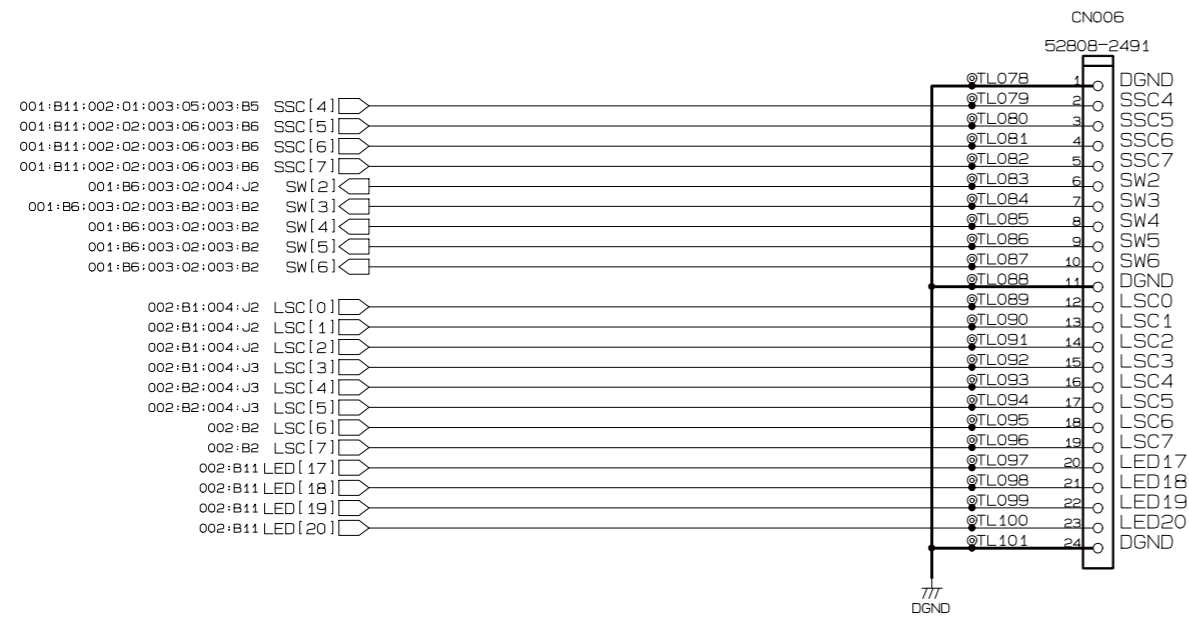 CN006
52808-2491
TL078 1 DGND
001:B11;002:01;003:05;003:B5 SSC[4] TL079 2 SSC4
001:B11;002:02;003:06;003:B6 SSC[5] TL080 3 SSC5
001:B11;002:02;003:06;003:B6 SSC[6] TL081 4 SSC6
001:B11;002:02;003:06;003:B6 SSC[7] TL082 5 SSC7
001:B6;003:02;004:J2 SW[2] TL083 6 SW2
001:B6;003:02;003:B2;003:B2 SW[3] TL084 7 SW3
001:B6;003:02;003:B2 SW[4] TL085 8 SW4
001:B6;003:02;003:B2 SW[5] TL086 9 SW5
001:B6;003:02;003:B2 SW[6] TL087 10 SW6
TL088 11 DGND
002:B1;004:J2 LSC[0] TL089 12 LSC0
002:B1;004:J2 LSC[1] TL090 13 LSC1
002:B1;004:J2 LSC[2] TL091 14 LSC2
002:B1;004:J3 LSC[3] TL092 15 LSC3
002:B2;004:J3 LSC[4] TL093 16 LSC4
002:B2;004:J3 LSC[5] TL094 17 LSC5
002:B2 LSC[6] TL095 18 LSC6
002:B2 LSC[7] TL096 19 LSC7
002:B11 LED[17] TL097 20 LED17
002:B11 LED[18] TL098 21 LED18
002:B11 LED[19] TL099 22 LED19
002:B11 LED[20] TL100 23 LED20
TL101 24 DGND
DGND